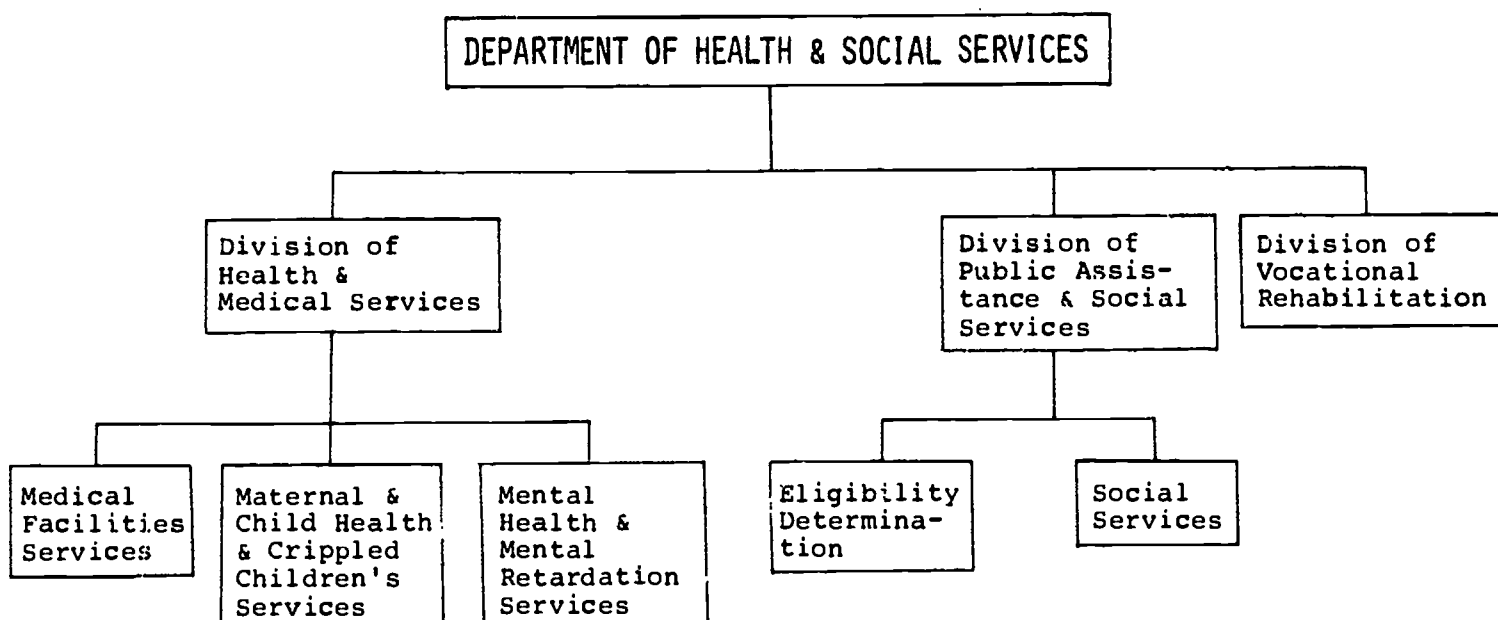 DEPARTMENT OF HEALTH & SOCIAL SERVICES
Division of
Health &
Medical Services
Division of
Public Assis-
tance & Social
Services
Division of
Vocational
Rehabilitation
Medical
Facilities
Services
Maternal &
Child Health
& Crippled
Children's
Services
Mental
Health &
Mental
Retardation
Services
Eligibility
Determina-
tion
Social
Services